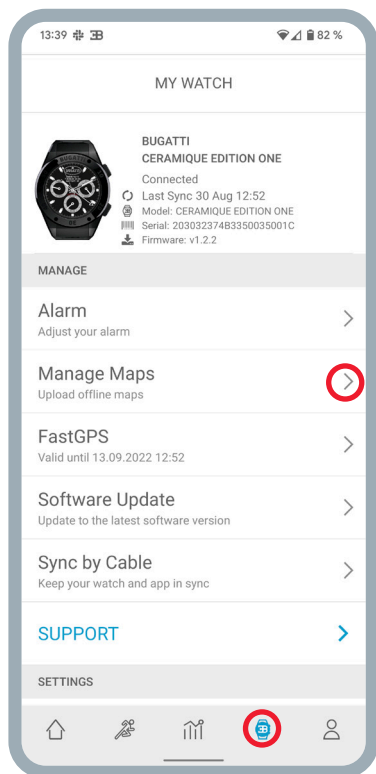 13:39 82 %
MY WATCH
BUGATTI
CERAMIQUE EDITION ONE
Connected
Last Sync 30 Aug 12:52
Model: CERAMIQUE EDITION ONE
Serial: 203032374B3350035001C
Firmware: v1.2.2
MANAGE
Alarm
Adjust your alarm
Manage Maps
Upload offline maps
FastGPS
Valid until 13.09.2022 12:52
Software Update
Update to the latest software version
Sync by Cable
Keep your watch and app in sync
SUPPORT
SETTINGS